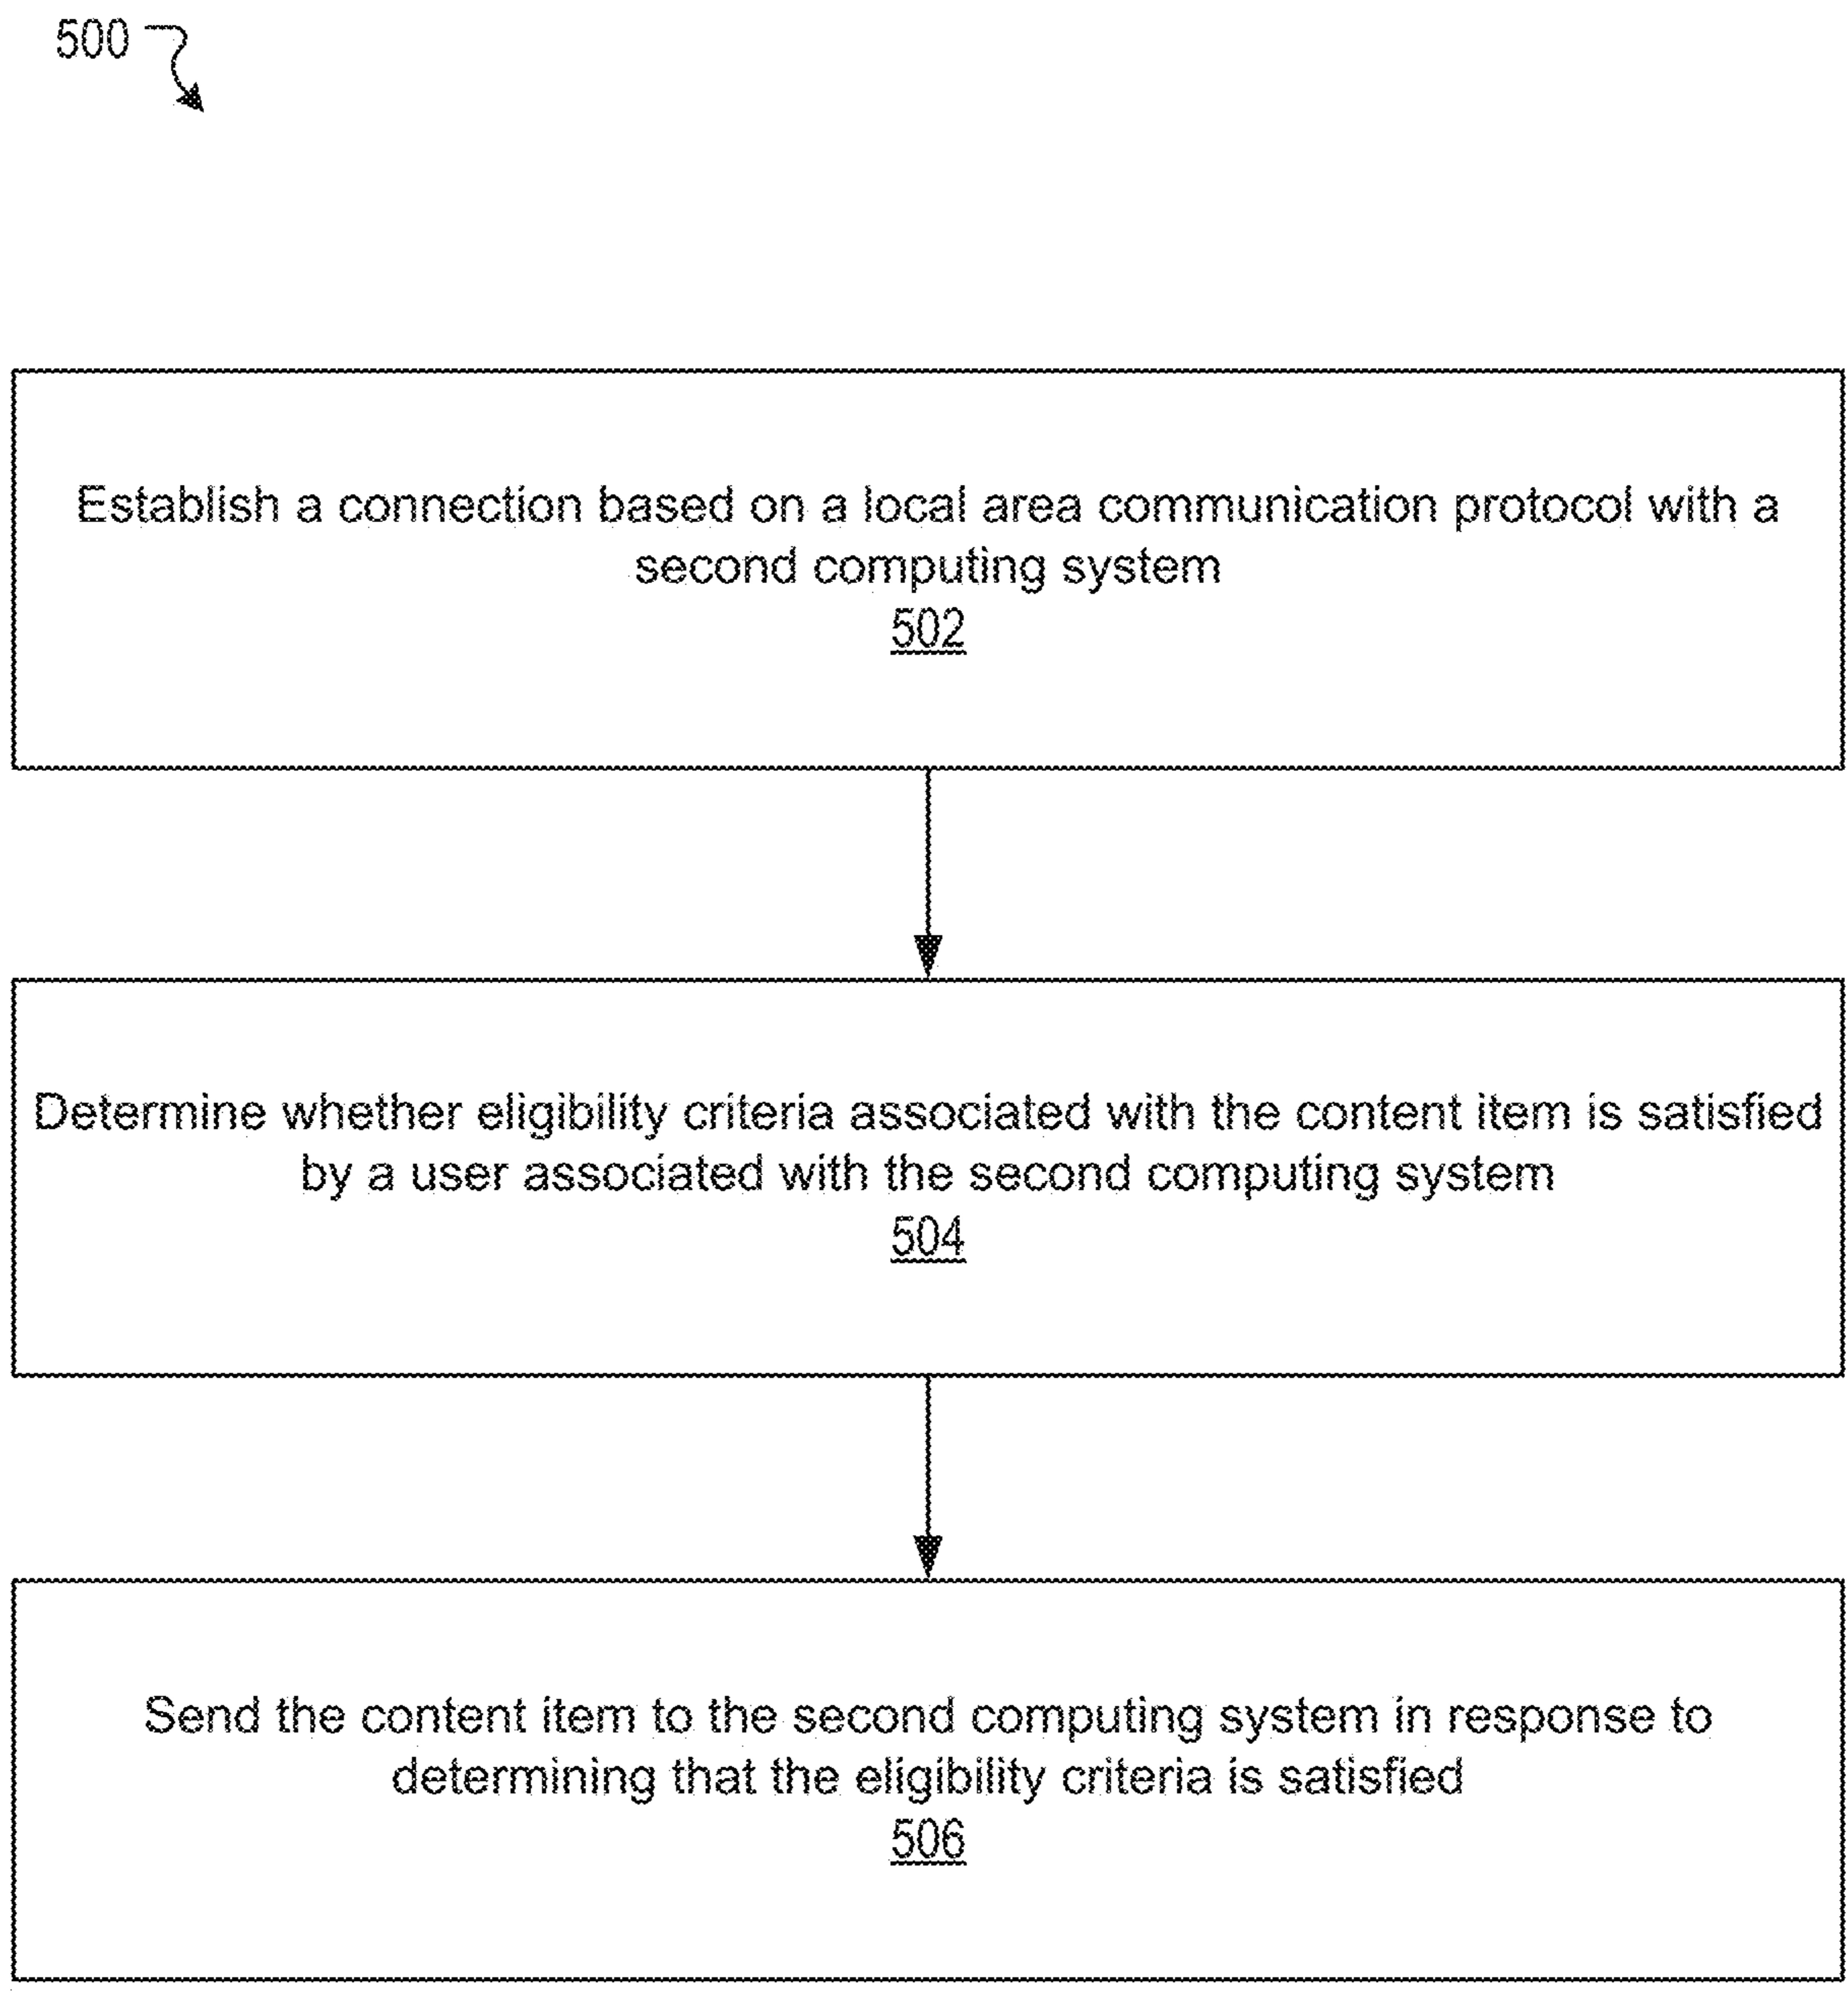 500
Establish a connection based on a local area communication protocol with a
second computing system
502
Determine whether eligibility criteria associated with the content item is satisfied
by a user associated with the second computing system
504
Send the content item to the second computing system in response to
determining that the eligibility criteria is satisfied
506